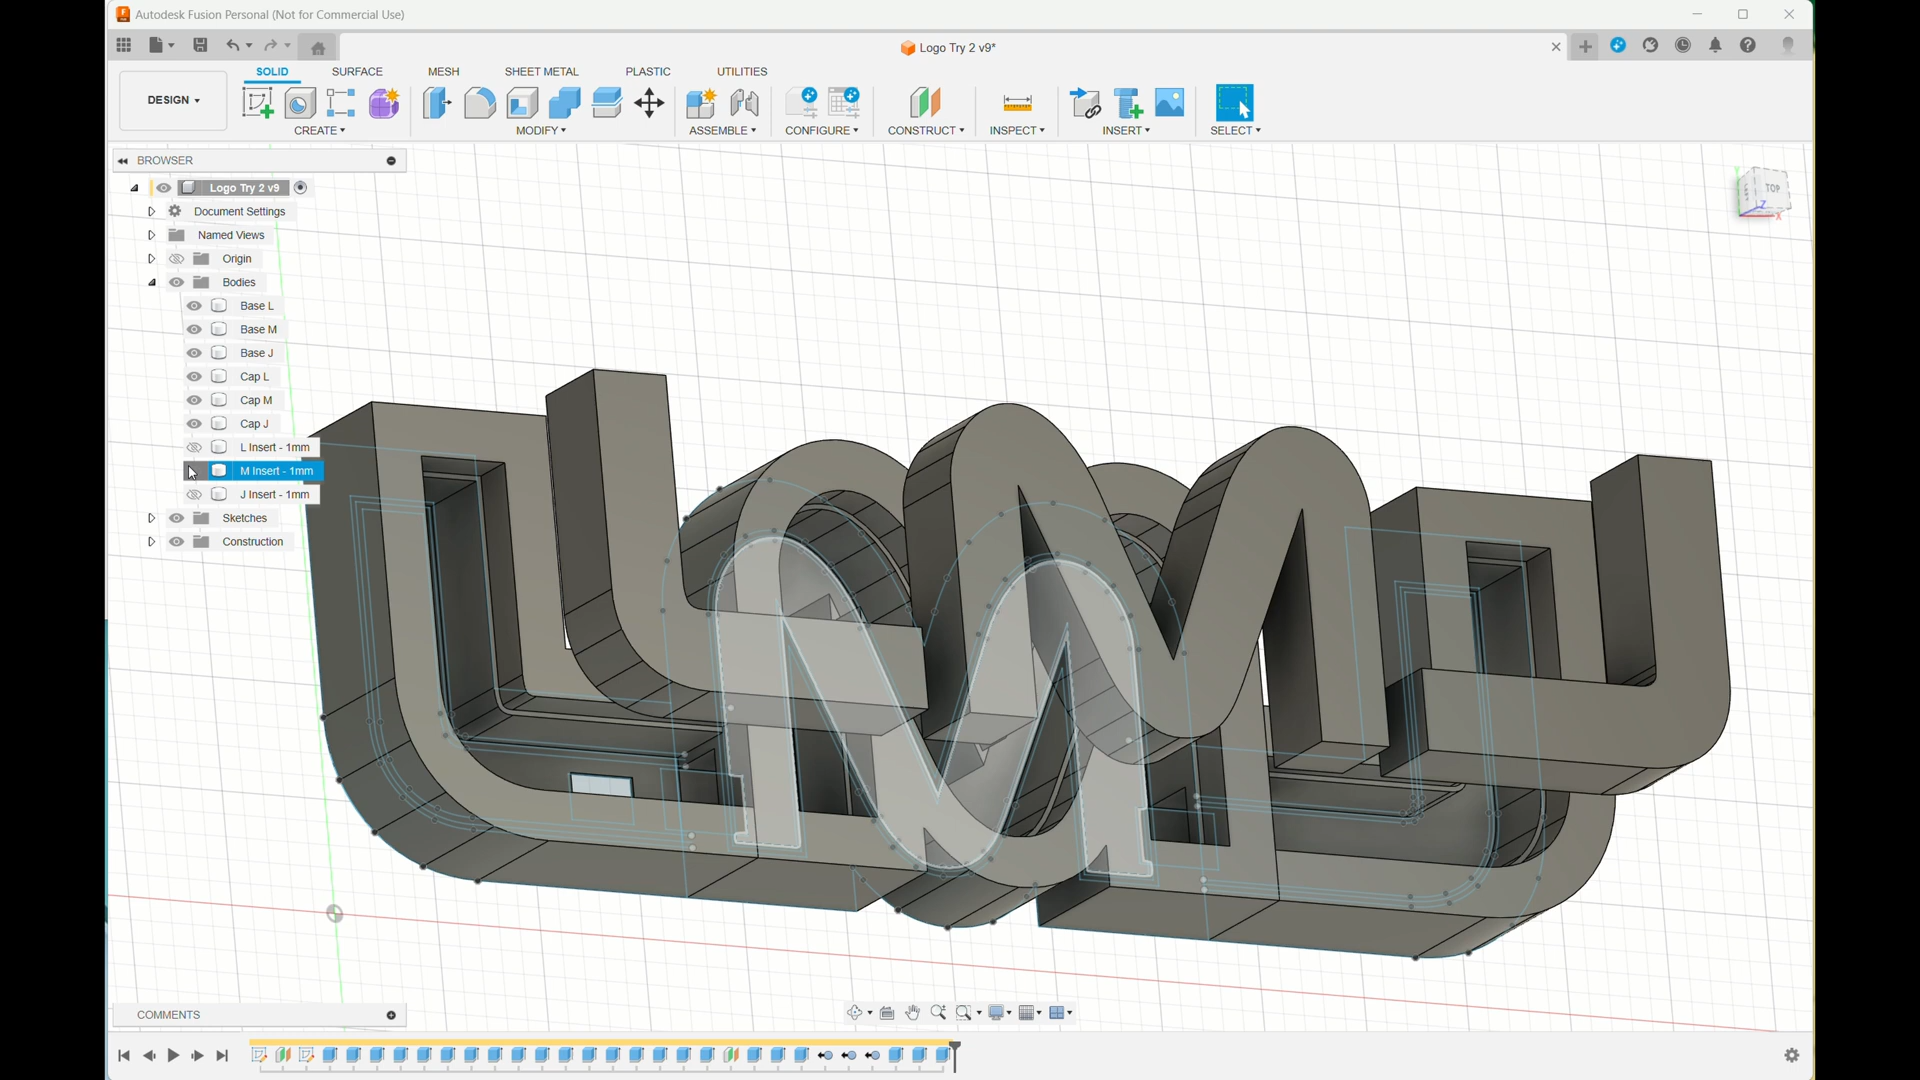 Autodesk Fusion Personal (Not for Commercial Use)
Logo Try 2 v9*
DESIGN
SOLID SURFACE MESH SHEET METAL PLASTIC UTILITIES
CREATE MODIFY ASSEMBLE CONFIGURE CONSTRUCT INSPECT INSERT SELECT
BROWSER
Logo Try 2 v9
Document Settings
Named Views
Origin
Bodies
Base L
Base M
Base J
Cap L
Cap M
Cap J
L Insert - 1mm
M Insert - 1mm
J Insert - 1mm
Sketches
Construction
TOP
Z
X
COMMENTS